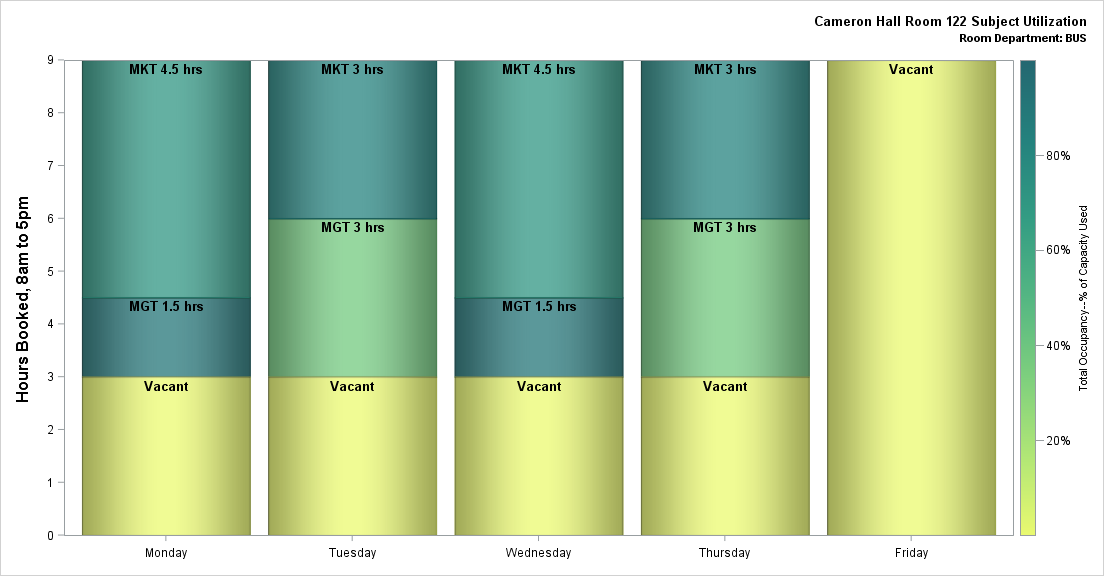 Cameron Hall Room 122 Subject Utilization
Room Department: BUS
Hours Booked, 8am to 5pm
9
8
7
6
5
4
3
2
1
0
MKT 4.5 hrs
MGT 1.5 hrs
Vacant
MKT 3 hrs
MGT 3 hrs
Vacant
MKT 4.5 hrs
MGT 1.5 hrs
Vacant
MKT 3 hrs
MGT 3 hrs
Vacant
Vacant
Monday
Tuesday
Wednesday
Thursday
Friday
80%
60%
40%
20%
Total Occupancy--% of Capacity Used